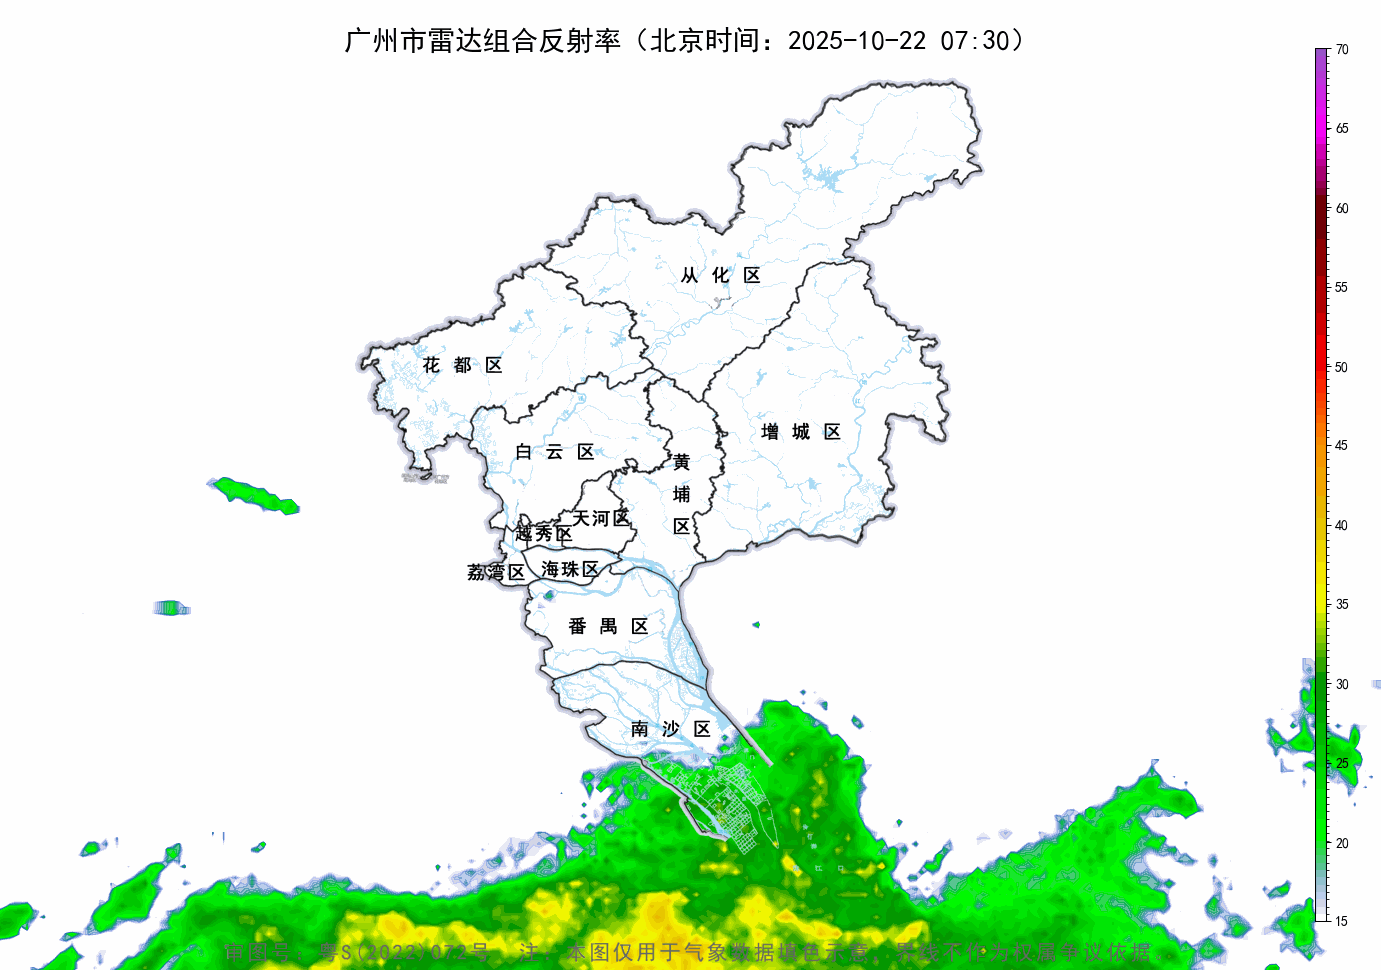 广州市雷达组合反射率（北京时间：2025-10-22 07:30）
70
65
60
55
50
45
40
35
30
25
20
15
从化区
花都区
增城区
白云区
黄埔区
天河区
越秀区
荔湾区
海珠区
番禺区
南沙区
审图号：粤S(2022)072号 注：本图仅用于气象数据填色示意，界线不作为权属争议依据。